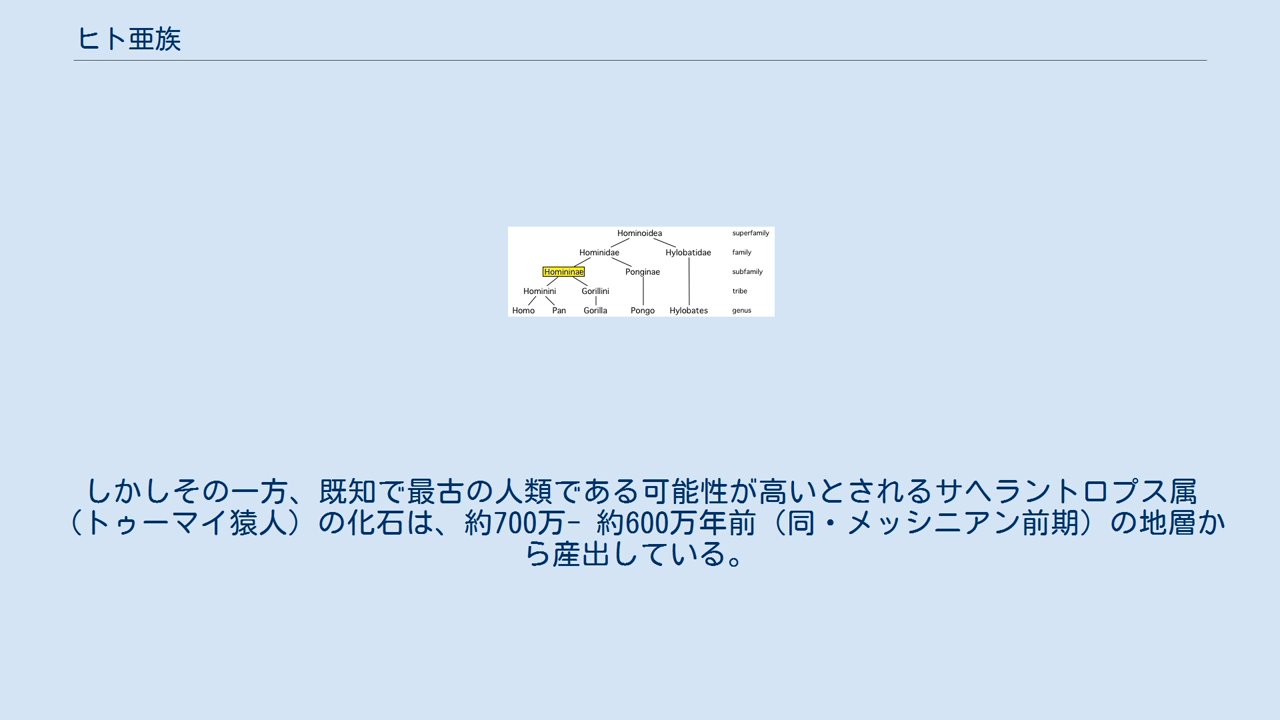 ヒト亜族
Hominoidea superfamily
Hominidae Hylobatidae family
Homininae Ponginae subfamily
Hominini Gorillini tribe
Homo Pan Gorilla Pongo Hylobates genus
しかしその一方、既知で最古の人類である可能性が高いとされるサヘラントロプス属
（トゥーマイ猿人）の化石は、約700万- 約600万年前（同・メッシニアン前期）の地層か
ら産出している。